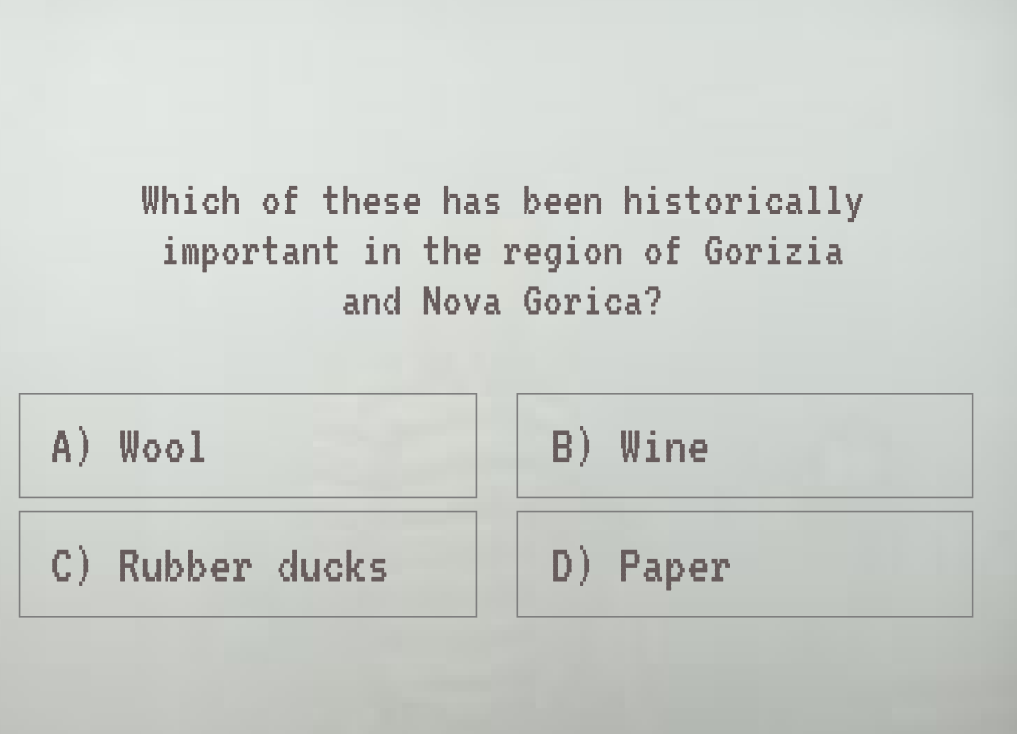 Which of these has been historically
important in the region of Gorizia
and Nova Gorica?
A) Wool
B) Wine
C) Rubber ducks
D) Paper